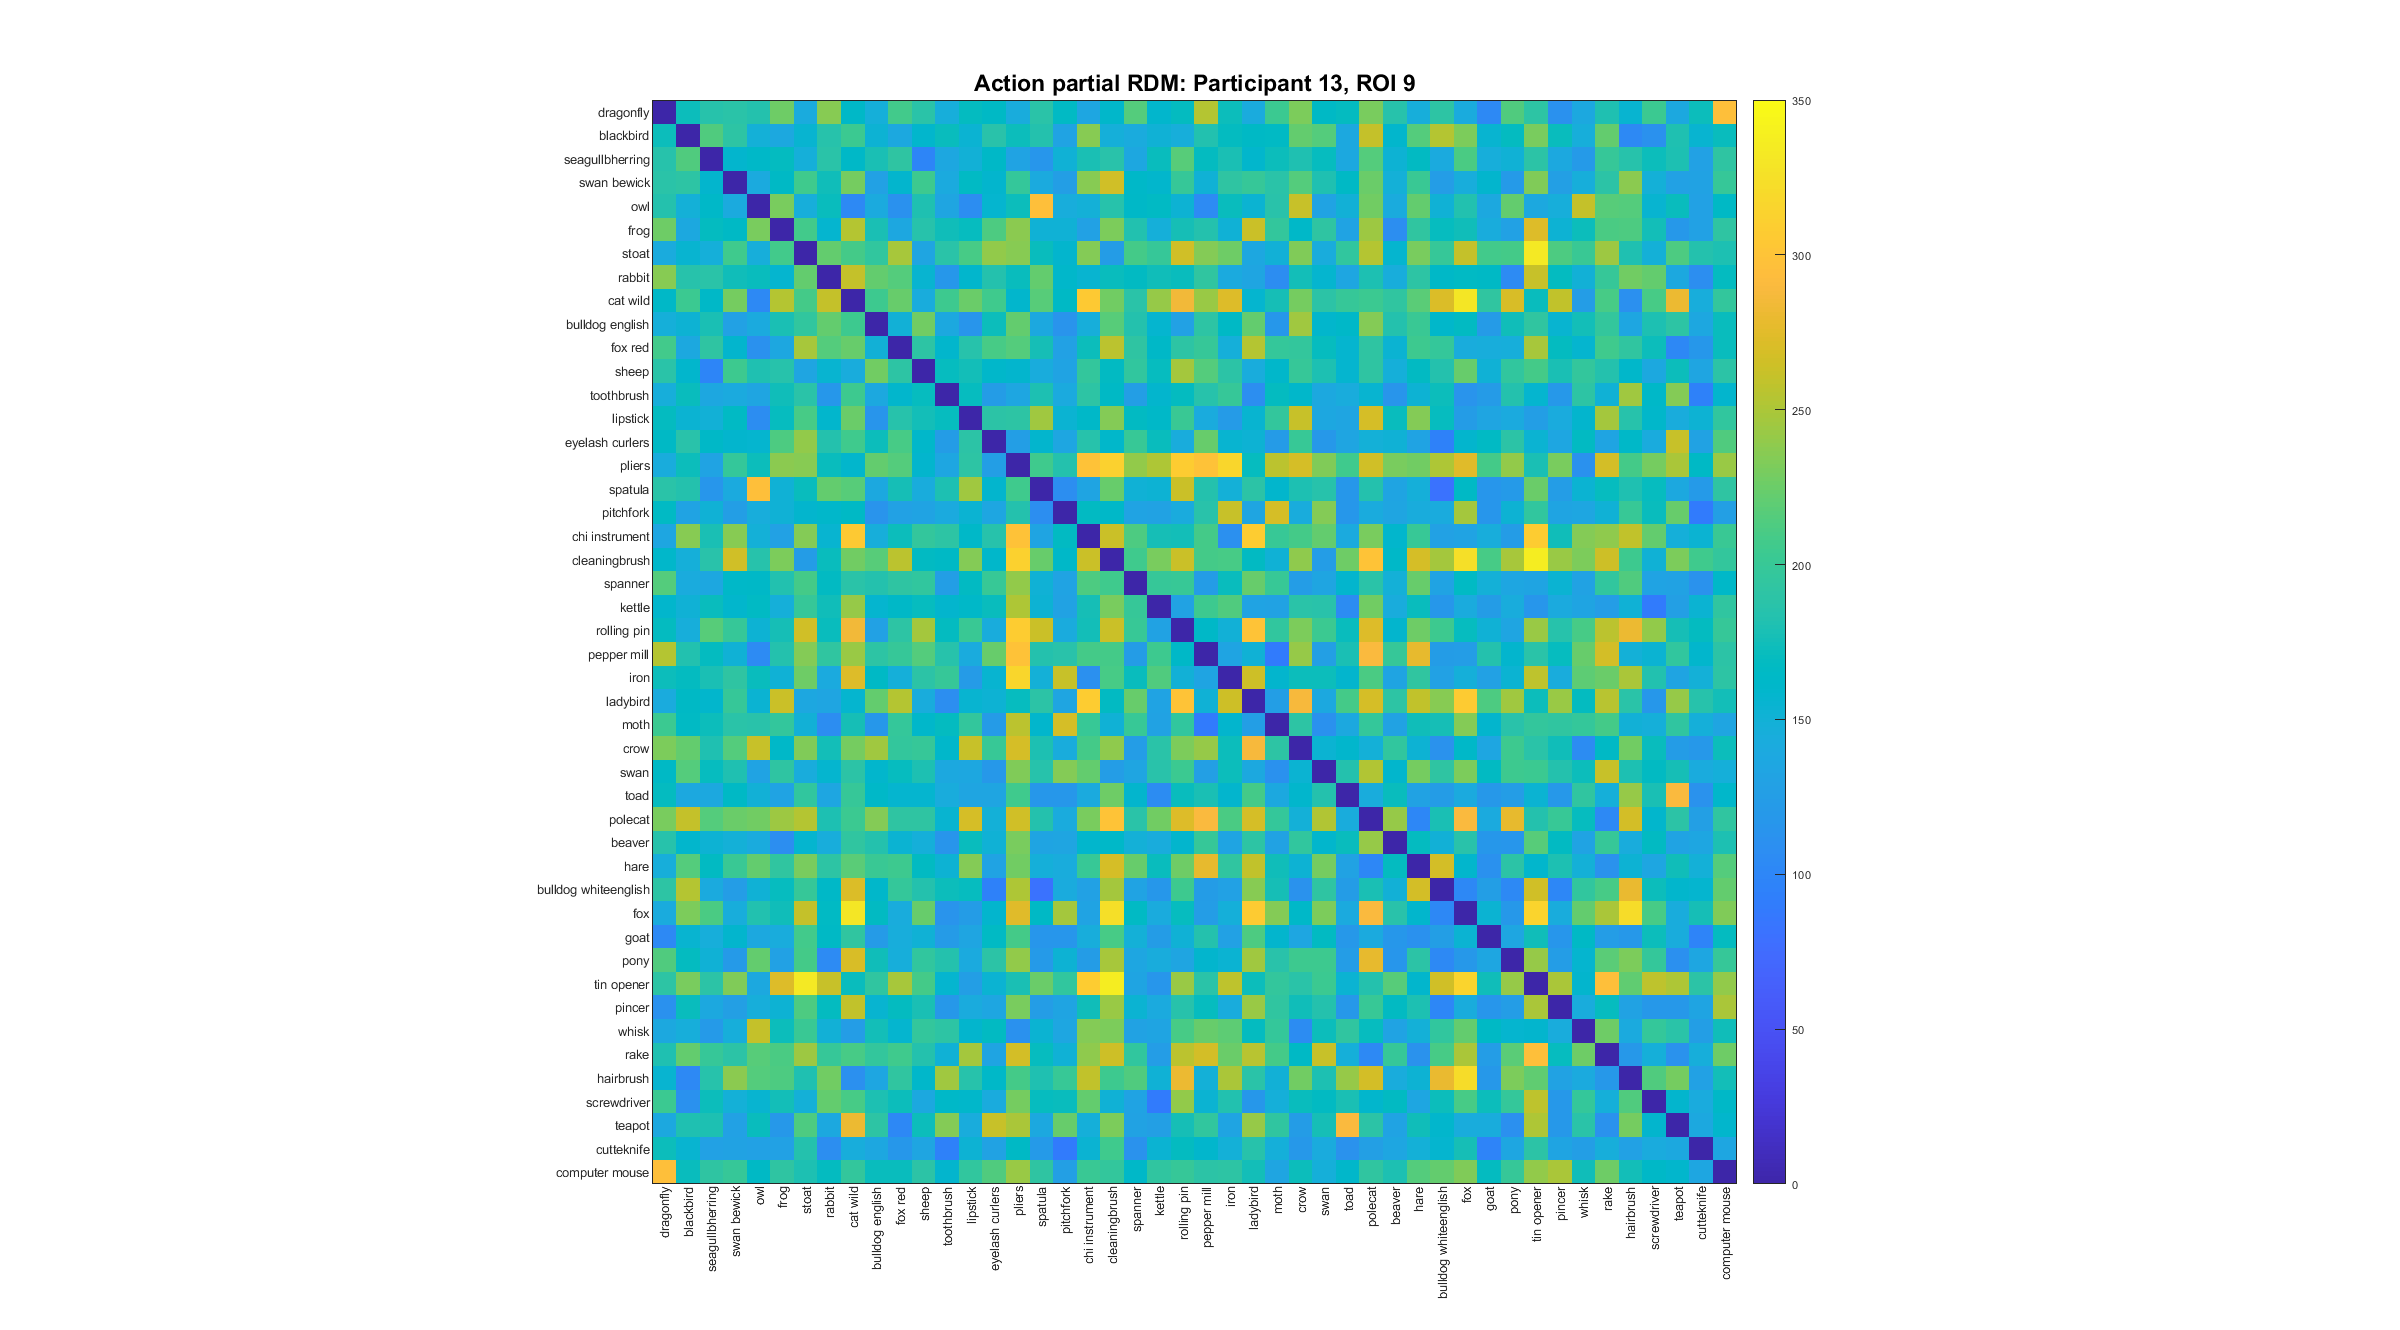 Action partial RDM: Participant 13, ROI 9
dragonfly
blackbird
seagullbherring
swan bewick
owl
frog
stoat
rabbit
cat wild
bulldog english
fox red
sheep
toothbrush
lipstick
eyelash curlers
pliers
spatula
pitchfork
chi instrument
cleaningbrush
spanner
kettle
rolling pin
pepper mill
iron
ladybird
moth
crow
swan
toad
polecat
beaver
hare
bulldog whiteenglish
fox
goat
pony
tin opener
pincer
whisk
rake
hairbrush
screwdriver
teapot
cutteknife
computer mouse
dragonfly
blackbird
seagullbherring
swan bewick
owl
frog
stoat
rabbit
cat wild
bulldog english
fox red
sheep
toothbrush
lipstick
eyelash curlers
pliers
spatula
pitchfork
chi instrument
cleaningbrush
spanner
kettle
rolling pin
pepper mill
iron
ladybird
moth
crow
swan
toad
polecat
beaver
hare
bulldog whiteenglish
fox
goat
pony
tin opener
pincer
whisk
rake
hairbrush
screwdriver
teapot
cutteknife
computer mouse
350
300
250
200
150
100
50
0